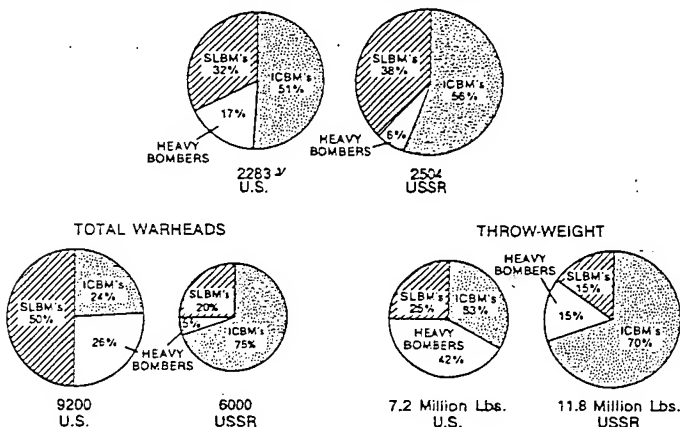 SLBM's
32%
ICBM's
51%
17%
HEAVY
BOMBERS
2283
U.S.
SLBM's
38%
ICBM's
56%
6%
HEAVY
BOMBERS
2504
USSR
TOTAL WARHEADS
SLBM's
50%
ICBM's
24%
26%
9200
U.S.
HEAVY
BOMBERS
SLBM's
20%
5%
ICBM's
75%
6000
USSR
THROW-WEIGHT
SLBM's
25%
ICBM's
HEAVY
BOMBERS
42%
7.2 Million Lbs.
U.S.
HEAVY
BOMBERS
SLBM's
15%
15%
ICBM's
70%
11.8 Million Lbs.
USSR